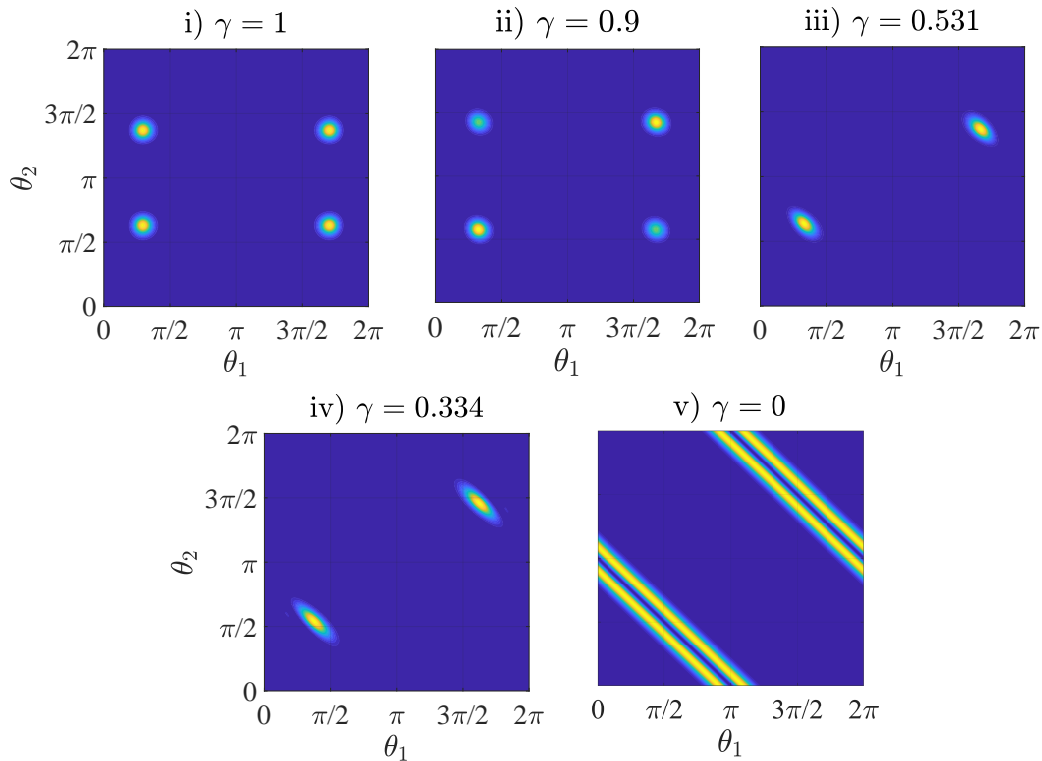 i) γ = 1
ii) γ = 0.9
iii) γ = 0.531
2π
3π/2
π
π/2
0
θ₂
0 π/2 π 3π/2 2π
θ₁
0 π/2 π 3π/2 2π
θ₁
0 π/2 π 3π/2 2π
θ₁
iv) γ = 0.334
v) γ = 0
2π
3π/2
π
π/2
0
θ₂
0 π/2 π 3π/2 2π
θ₁
0 π/2 π 3π/2 2π
θ₁